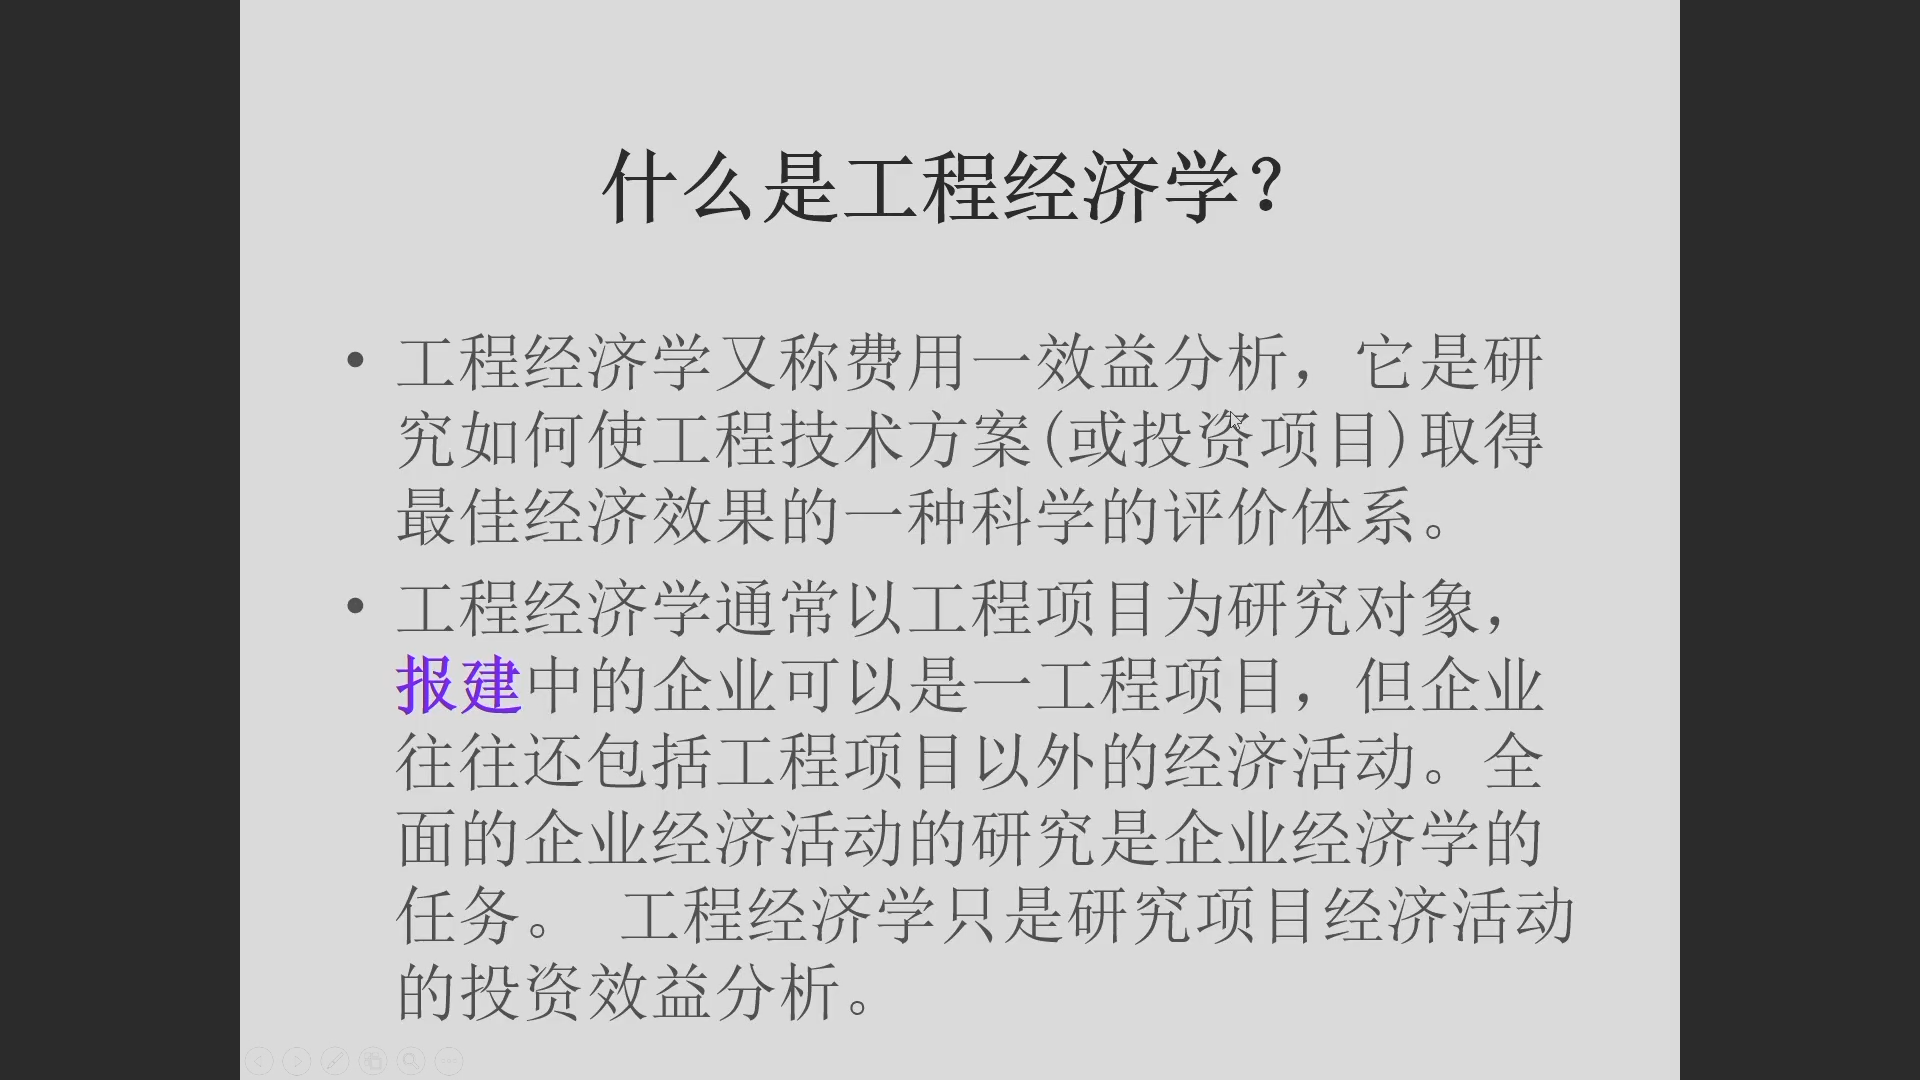 什么是工程经济学?
• 工程经济学又称费用一效益分析，它是研
究如何使工程技术方案(或投资项目)取得
最佳经济效果的一种科学的评价体系。
• 工程经济学通常以工程项目为研究对象，
报建中的企业可以是一工程项目，但企业
往往还包括工程项目以外的经济活动。全
面的企业经济活动的研究是企业经济学的
任务。 工程经济学只是研究项目经济活动
的投资效益分析。